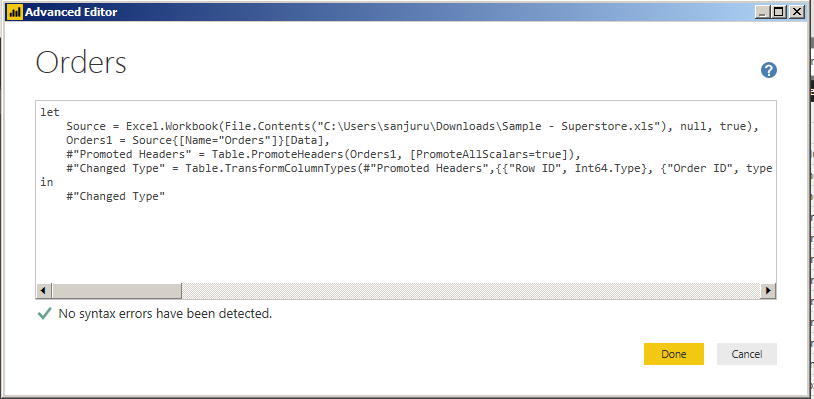 Advanced Editor
Orders
?
let
Source = Excel.Workbook(File.Contents("C:\Users\sanjuru\Downloads\Sample - Superstore.xls"), null, true),
Orders1 = Source{[Name="Orders"]}[Data],
#"Promoted Headers" = Table.PromoteHeaders(Orders1, [PromoteAllScalars=true]),
#"Changed Type" = Table.TransformColumnTypes(#"Promoted Headers",{{"Row ID", Int64.Type}, {"Order ID", type
in
#"Changed Type"
No syntax errors have been detected.
Done Cancel